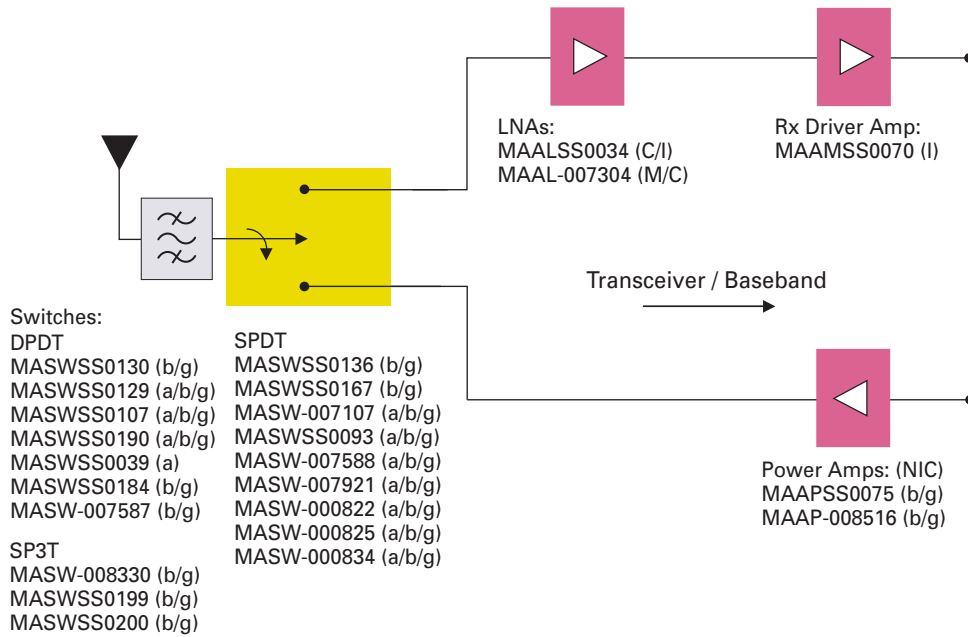 LNAs:
MAALSS0034 (C/I)
MAAL-007304 (M/C)
Rx Driver Amp:
MAAMSS0070 (I)
Transceiver / Baseband
Switches:
DPDT
MASWSS0130 (b/g)
MASWSS0129 (a/b/g)
MASWSS0107 (a/b/g)
MASWSS0190 (a/b/g)
MASWSS0039 (a)
MASWSS0184 (b/g)
MASW-007587 (b/g)
SP3T
MASW-008330 (b/g)
MASWSS0199 (b/g)
MASWSS0200 (b/g)
SPDT
MASWSS0136 (b/g)
MASWSS0167 (b/g)
MASW-007107 (a/b/g)
MASWSS0093 (a/b/g)
MASW-007588 (a/b/g)
MASW-007921 (a/b/g)
MASW-000822 (a/b/g)
MASW-000825 (a/b/g)
MASW-000834 (a/b/g)
Power Amps: (NIC)
MAAPSS0075 (b/g)
MAAP-008516 (b/g)